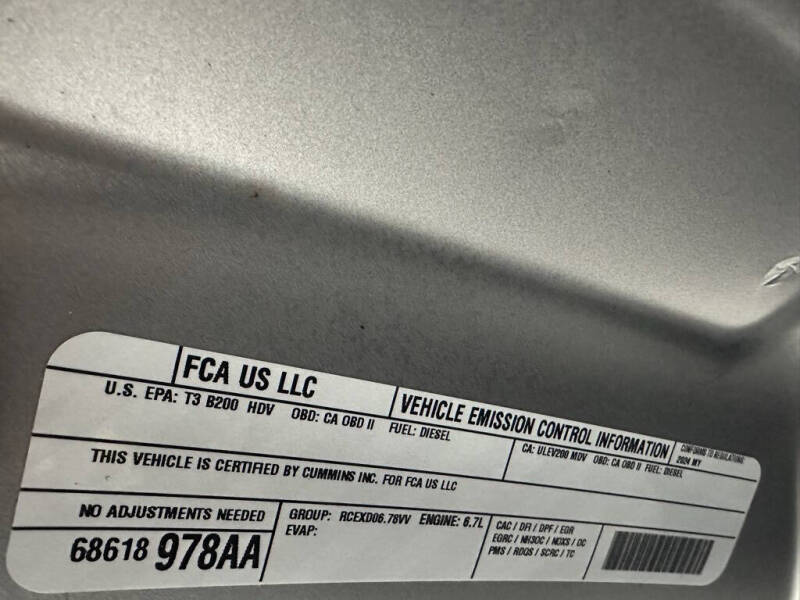 FCA US LLC
VEHICLE EMISSION CONTROL INFORMATION
CONFORMS TO REGULATIONS:
2024 MY
U.S. EPA: T3 B200 HDV OBD: CA OBD II FUEL: DIESEL
CA: ULEV200 MDV OBD: CA OBD II FUEL: DIESEL
THIS VEHICLE IS CERTIFIED BY CUMMINS INC. FOR FCA US LLC
NO ADJUSTMENTS NEEDED
68618 978AA
GROUP: RCEXD06.78VV ENGINE: 6.7L
EVAP:
CAC / DFI / DPF / EGR
EGRC / NH3OC / NOXS / OC
PMS / RDQS / SCRC / TC